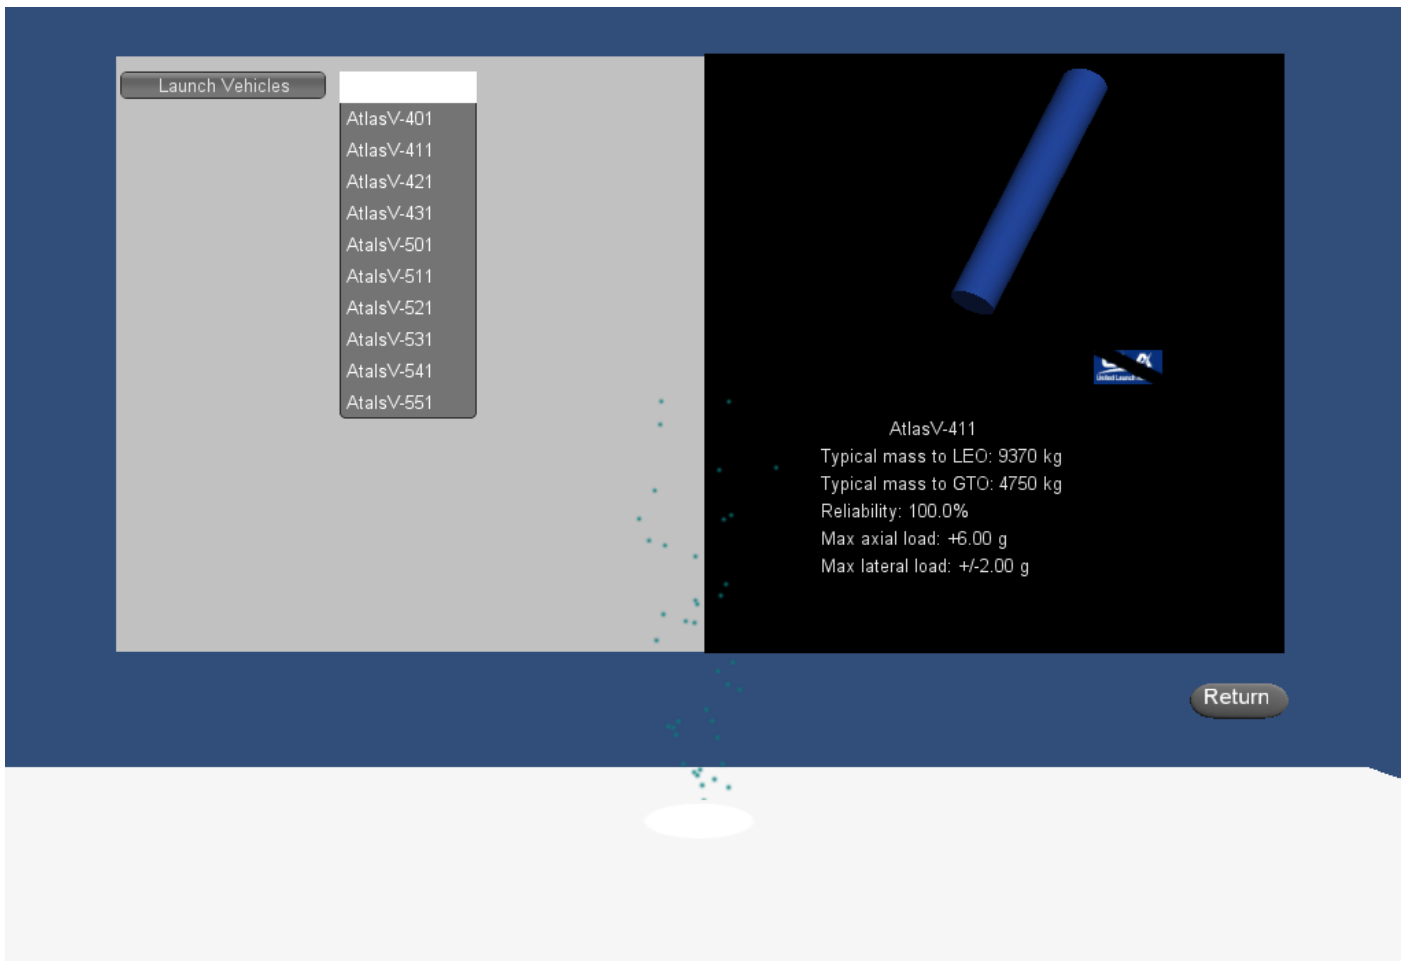 Launch Vehicles
AtlasV-401
AtlasV-411
AtlasV-421
AtlasV-431
AtalsV-501
AtalsV-511
AtalsV-521
AtalsV-531
AtalsV-541
AtalsV-551
United Launch
AtlasV-411
Typical mass to LEO: 9370 kg
Typical mass to GTO: 4750 kg
Reliability: 100.0%
Max axial load: +6.00 g
Max lateral load: +/-2.00 g
Return